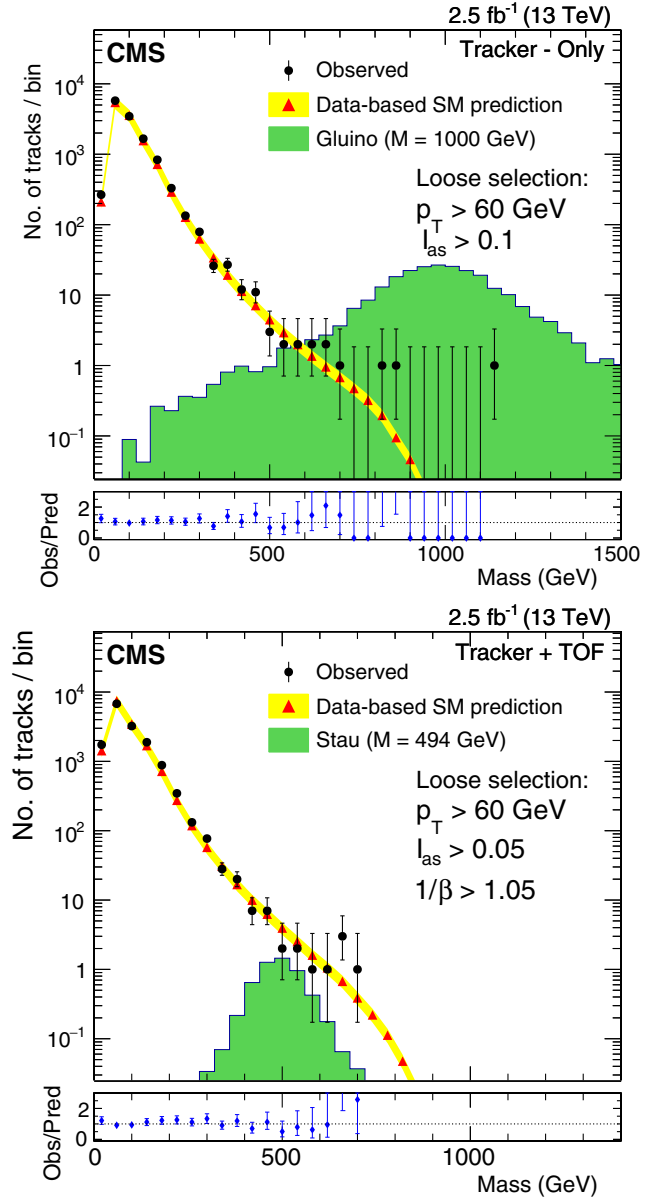 2.5 fb⁻¹ (13 TeV)
CMS
Tracker - Only
Observed
Data-based SM prediction
Gluino (M = 1000 GeV)
Loose selection:
p_T > 60 GeV
I_as > 0.1
No. of tracks / bin
10⁴
10³
10²
10
1
10⁻¹
Obs/Pred
2
0
0 500 1000 1500
Mass (GeV)
2.5 fb⁻¹ (13 TeV)
CMS
Tracker + TOF
Observed
Data-based SM prediction
Stau (M = 494 GeV)
Loose selection:
p_T > 60 GeV
I_as > 0.05
1/β > 1.05
No. of tracks / bin
10⁴
10³
10²
10
1
10⁻¹
Obs/Pred
2
0
0 500 1000
Mass (GeV)